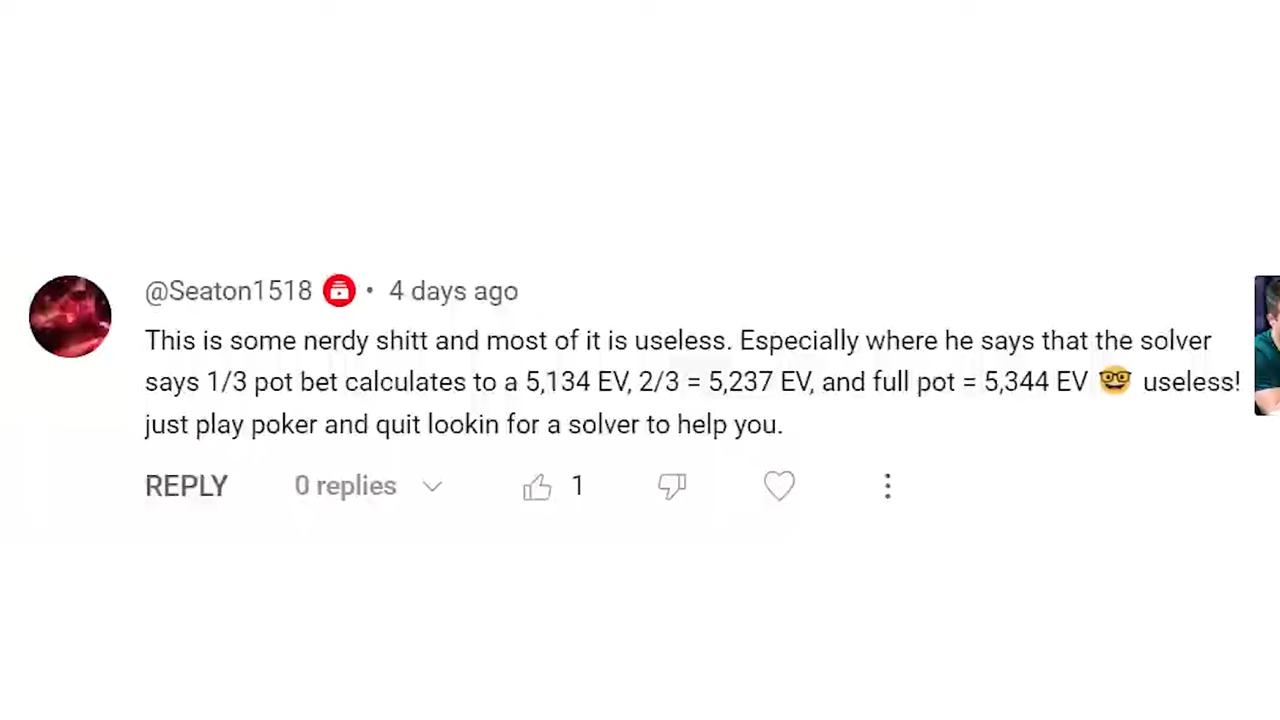 @Seaton1518 • 4 days ago
This is some nerdy shitt and most of it is useless. Especially where he says that the solver
says 1/3 pot bet calculates to a 5,134 EV, 2/3 = 5,237 EV, and full pot = 5,344 EV 🤓 useless!
just play poker and quit lookin for a solver to help you.
REPLY 0 replies 1